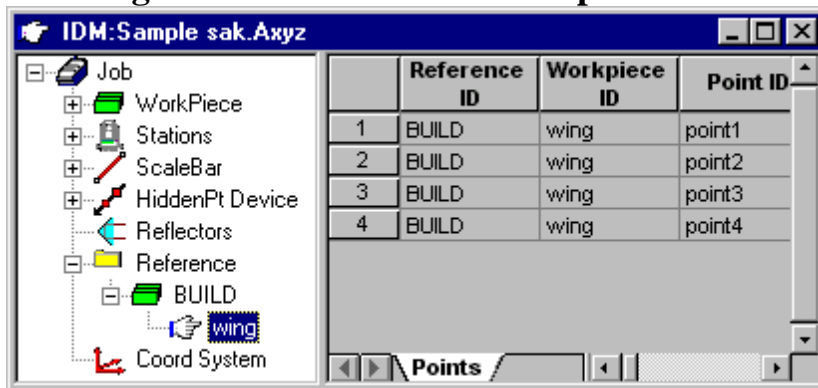 IDM:Sample sak.Axyz
Job
WorkPiece
Stations
ScaleBar
HiddenPt Device
Reflectors
Reference
BUILD
wing
Coord System
Reference ID Workpiece ID Point ID
1 BUILD wing point1
2 BUILD wing point2
3 BUILD wing point3
4 BUILD wing point4
Points